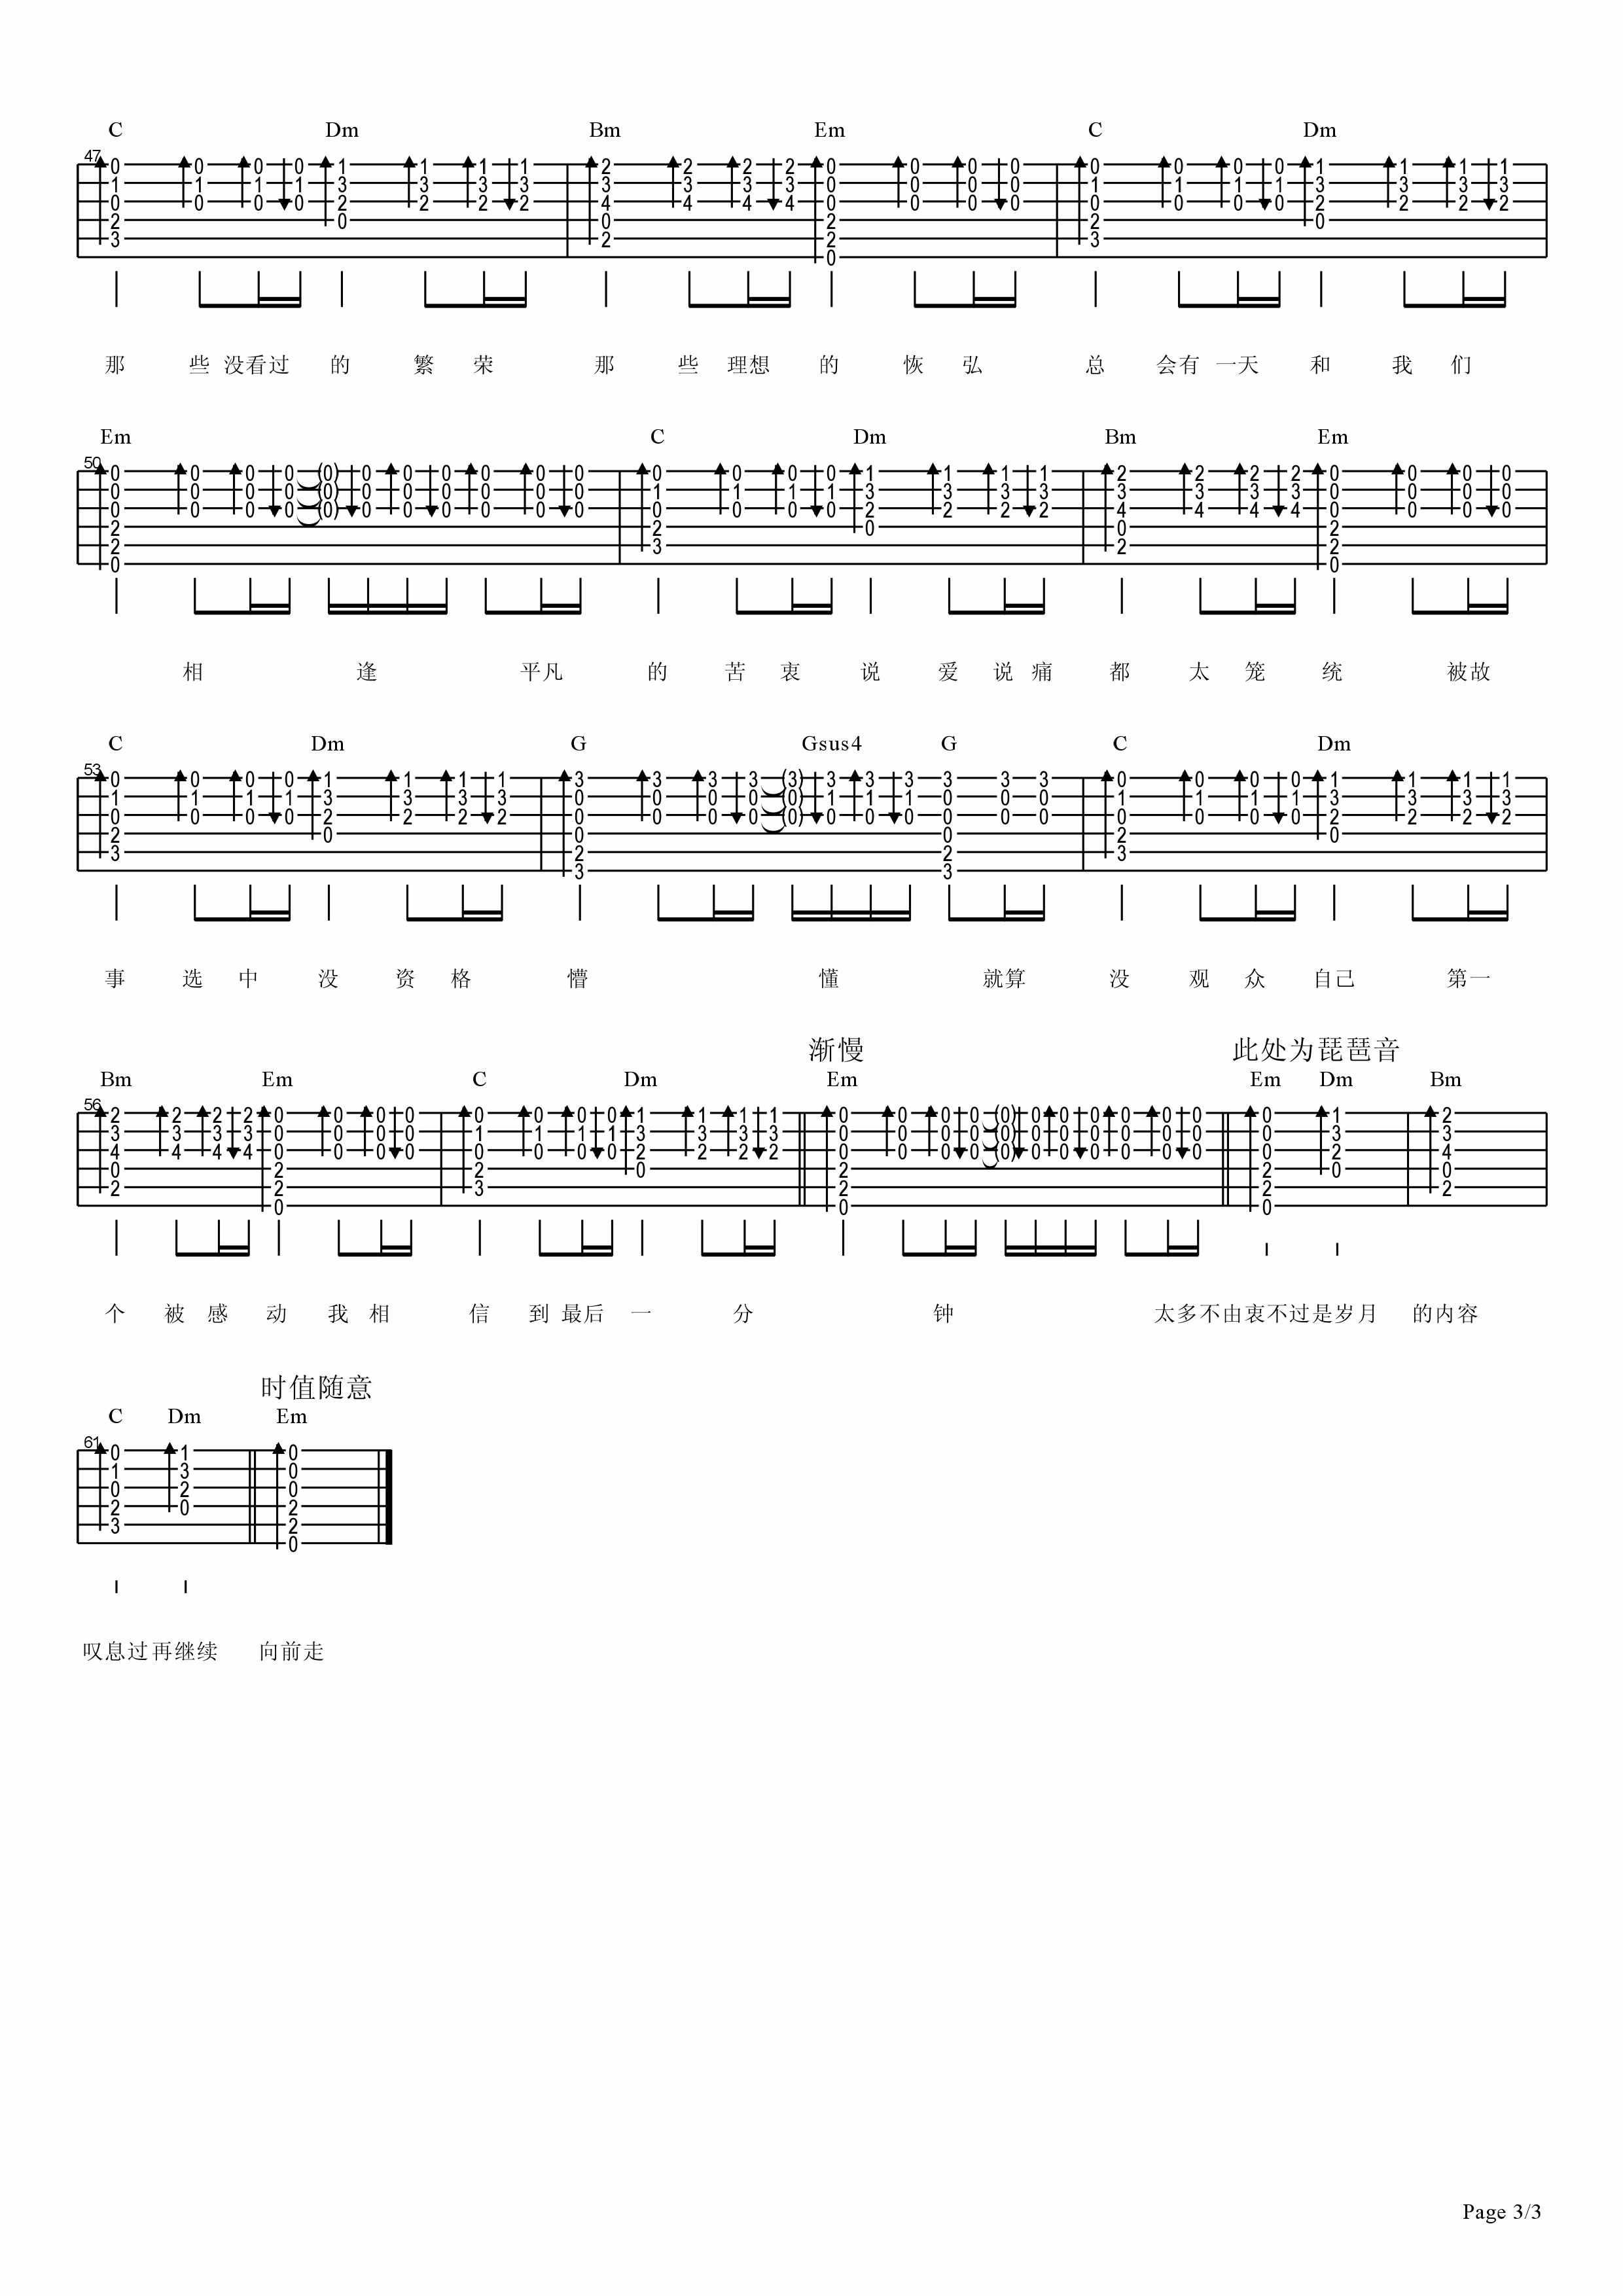 C Dm Bm Em C Dm
47
那 些 没看过 的 繁 荣 那 些 理想 的 恢 弘 总 会有 一天 和 我 们
Em C Dm Bm Em
50
相 逢 平凡 的 苦 衷 说 爱 说 痛 都 太 笼 统 被故
C Dm G Gsus4 G C Dm
53
事 选 中 没 资 格 懵 懂 就算 没 观 众 自己 第一
渐慢 此处为琵琶音
Bm Em C Dm Em Em Dm Bm
56
个 被 感 动 我 相 信 到 最后 一 分 钟 太多不由衷不过是岁月 的内容
时值随意
C Dm Em
61
叹息过再继续 向前走
Page 3/3